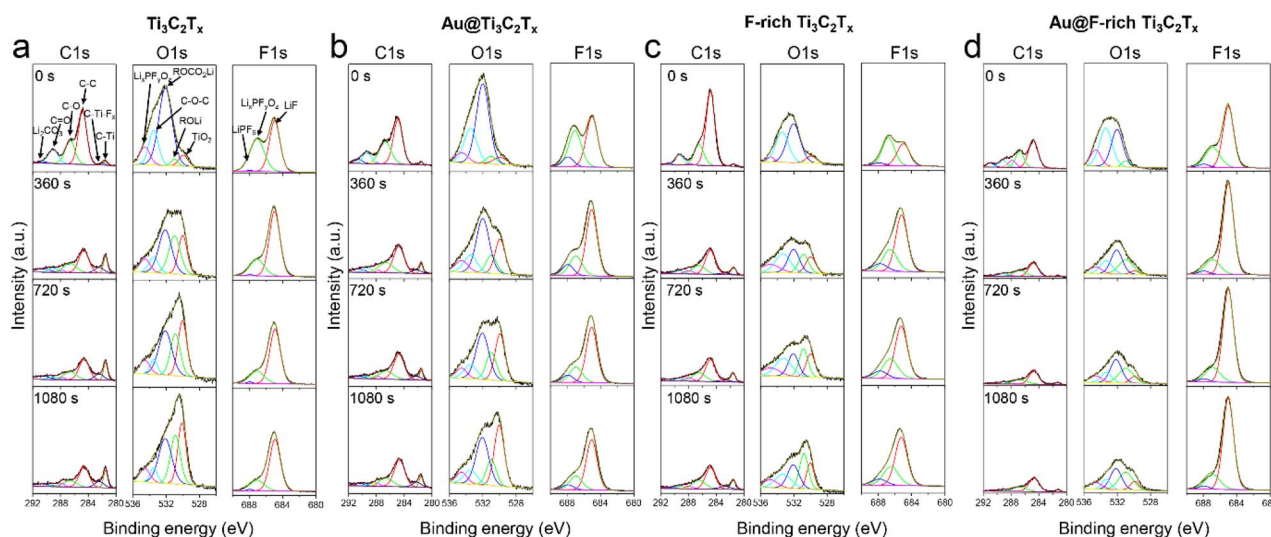 Ti₃C₂Tₓ
Au@Ti₃C₂Tₓ
F-rich Ti₃C₂Tₓ
Au@F-rich Ti₃C₂Tₓ
a
C1s
O1s
F1s
b
C1s
O1s
F1s
c
C1s
O1s
F1s
d
C1s
O1s
F1s
0 s
Li₂CO₃
C=O
C-O
C-C
C-Ti-Fₓ
C-Ti
LiₓPFᵧO_z
ROCO₂Li
C-O-C
ROLi
TiO₂
LiPF₆
LiₓPFᵧO_z
LiF
360 s
720 s
1080 s
0 s
360 s
720 s
1080 s
0 s
360 s
720 s
1080 s
0 s
360 s
720 s
1080 s
Intensity (a.u.)
Intensity (a.u.)
Intensity (a.u.)
Intensity (a.u.)
292 288 284 280
536 532 528
688 684 680
292 288 284 280
536 532 528
688 684 680
292 288 284 280
536 532 528
688 684 680
292 288 284 280
536 532 528
688 684 680
Binding energy (eV)
Binding energy (eV)
Binding energy (eV)
Binding energy (eV)